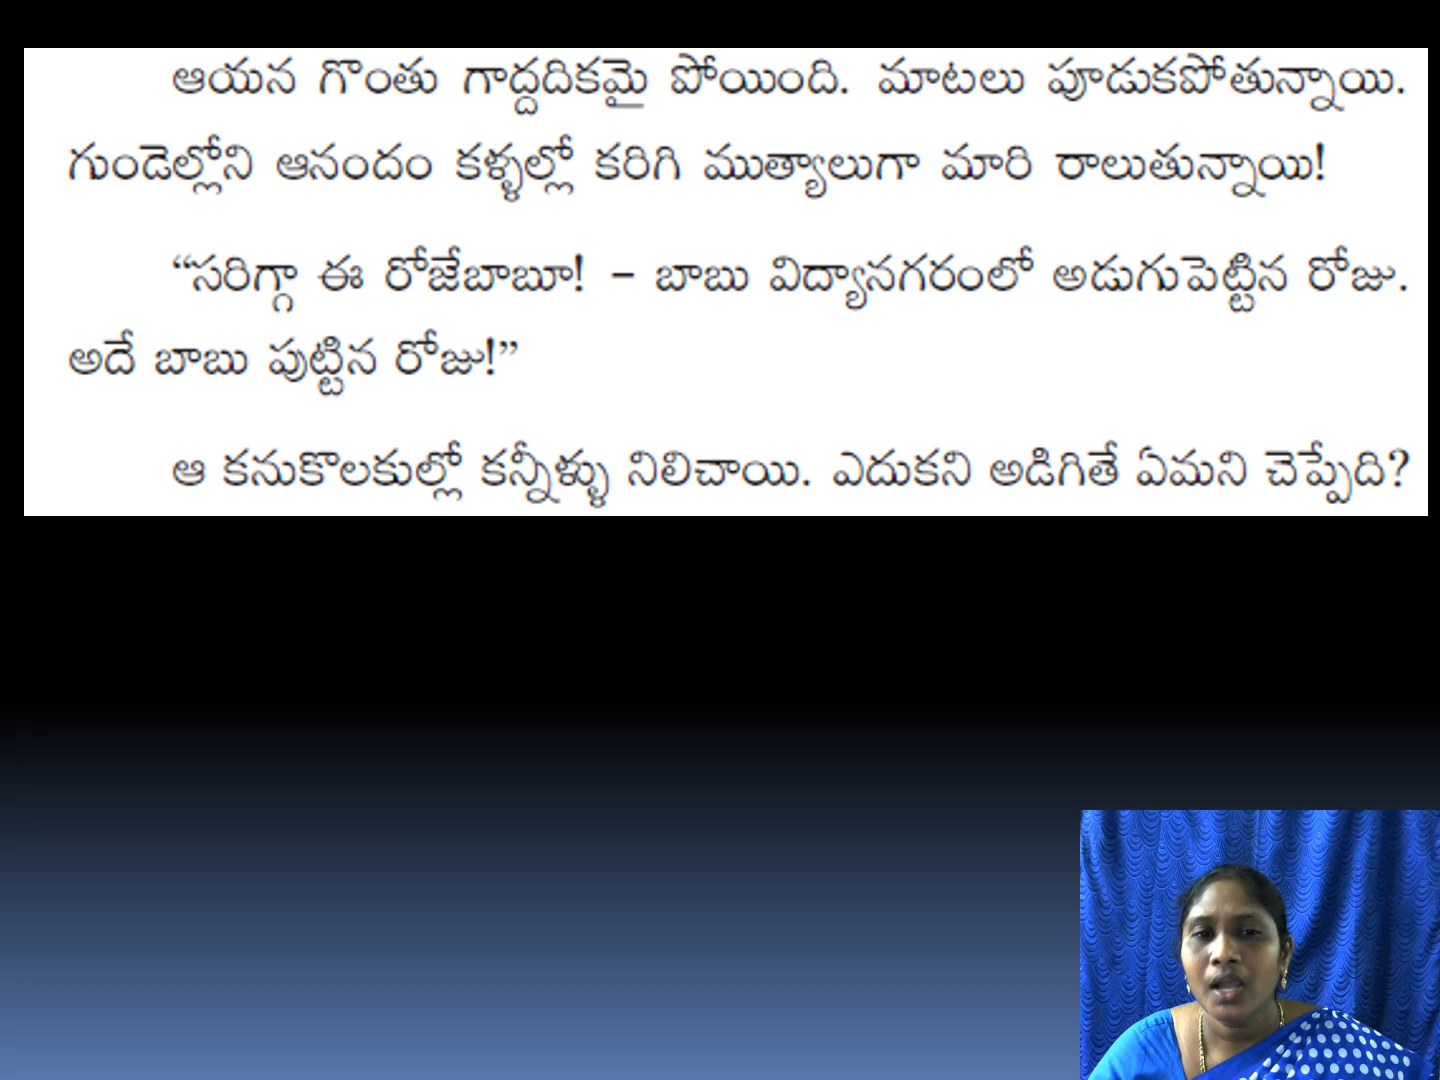 ఆయన గొంతు గాద్దదికమై పోయింది. మాటలు పూడుకపోతున్నాయి.
గుండెల్లోని ఆనందం కళ్ళల్లో కరిగి ముత్యాలుగా మారి రాలుతున్నాయి!
“సరిగ్గా ఈ రోజేబాబూ! – బాబు విద్యానగరంలో అడుగుపెట్టిన రోజు.
అదే బాబు పుట్టిన రోజు!”
ఆ కనుకొలకుల్లో కన్నీళ్ళు నిలిచాయి. ఎదుకని అడిగితే ఏమని చెప్పేది?